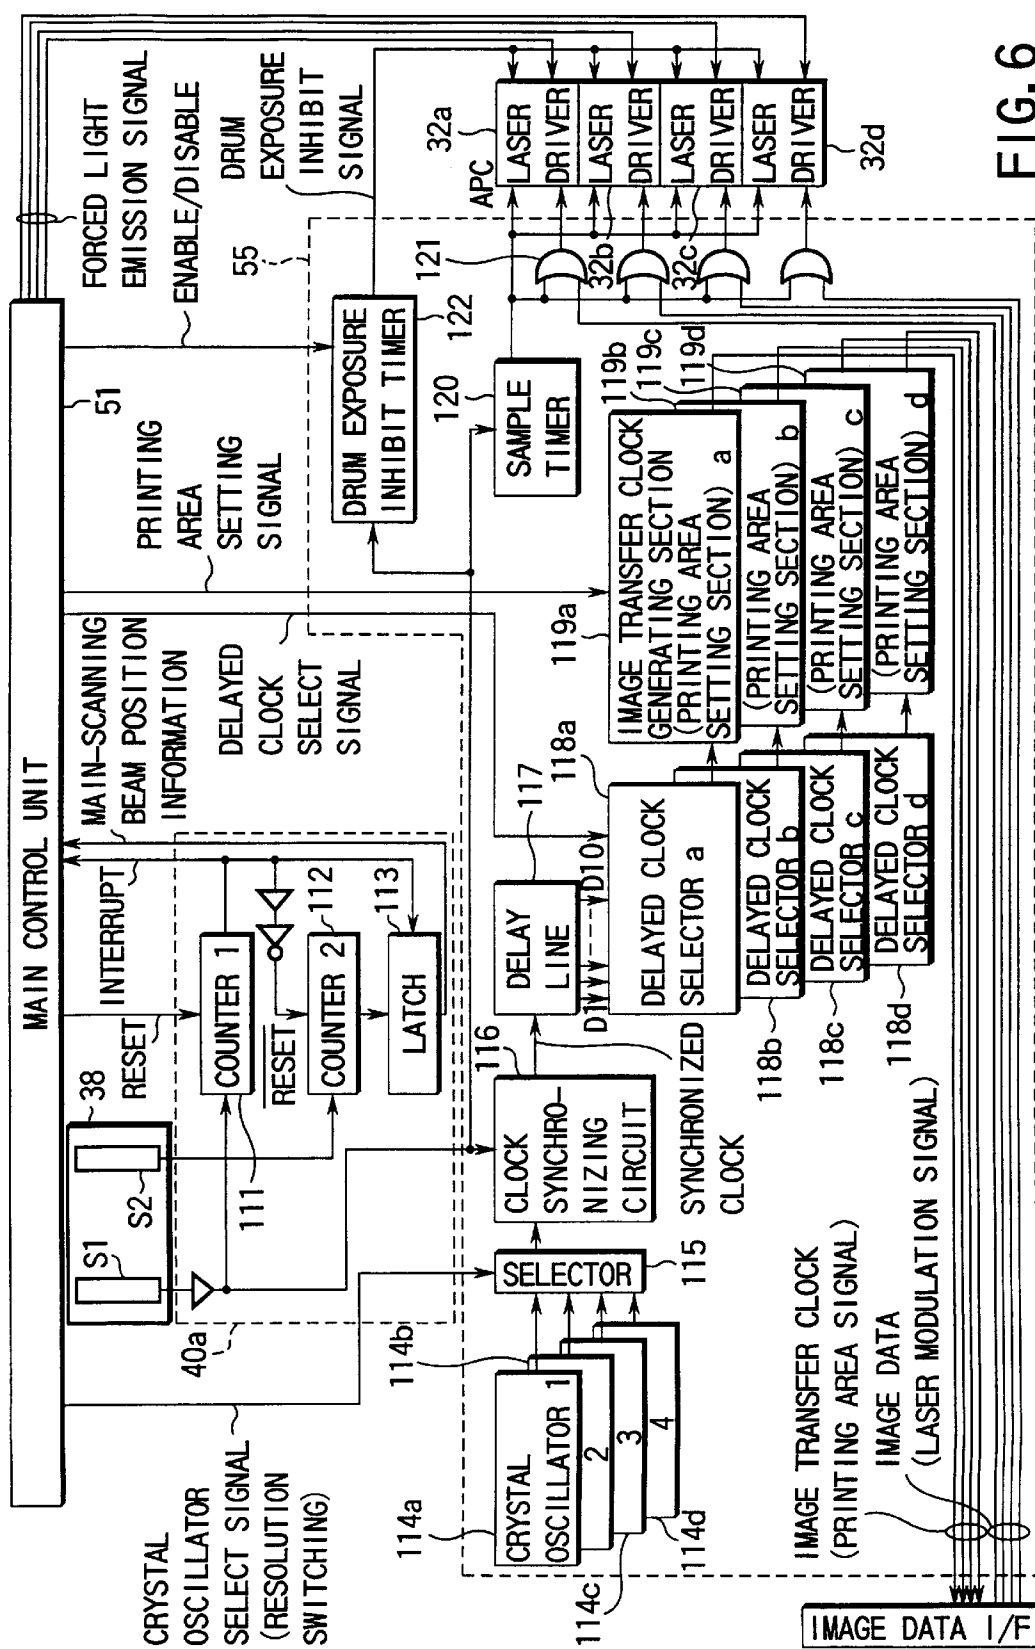 MAIN CONTROL UNIT
51
FORCED LIGHT
EMISSION SIGNAL
ENABLE/DISABLE
DRUM
EXPOSURE
INHIBIT
SIGNAL
PRINTING
AREA
SETTING
SIGNAL
MAIN-SCANNING
BEAM POSITION
INFORMATION
INTERRUPT
RESET
DELAYED
CLOCK
SELECT
SIGNAL
CRYSTAL
OSCILLATOR
SELECT SIGNAL
(RESOLUTION
SWITCHING)
38
S1
S2
40a
COUNTER 1
111
RESET
COUNTER 2
112
LATCH
113
55
DRUM EXPOSURE
INHIBIT TIMER
122
SAMPLE
TIMER
120
121
APC
32a
LASER
DRIVER
32b
LASER
DRIVER
32c
LASER
DRIVER
32d
LASER
DRIVER
114a
CRYSTAL
OSCILLATOR 1
114b
2
114c
3
114d
4
SELECTOR
115
CLOCK
SYNCHRO-
NIZING
CIRCUIT
116
SYNCHRONIZED
CLOCK
DELAY
LINE
117
D1
D10
118a
DELAYED CLOCK
SELECTOR a
118b
DELAYED CLOCK
SELECTOR b
118c
DELAYED CLOCK
SELECTOR c
118d
DELAYED CLOCK
SELECTOR d
119a
IMAGE TRANSFER CLOCK
GENERATING SECTION
(PRINTING AREA
SETTING SECTION) a
119b
(PRINTING AREA
SETTING SECTION) b
119c
(PRINTING AREA
SETTING SECTION) c
119d
(PRINTING AREA
SETTING SECTION) d
IMAGE TRANSFER CLOCK
(PRINTING AREA SIGNAL)
IMAGE DATA
(LASER MODULATION SIGNAL)
IMAGE DATA I/F
FIG. 6